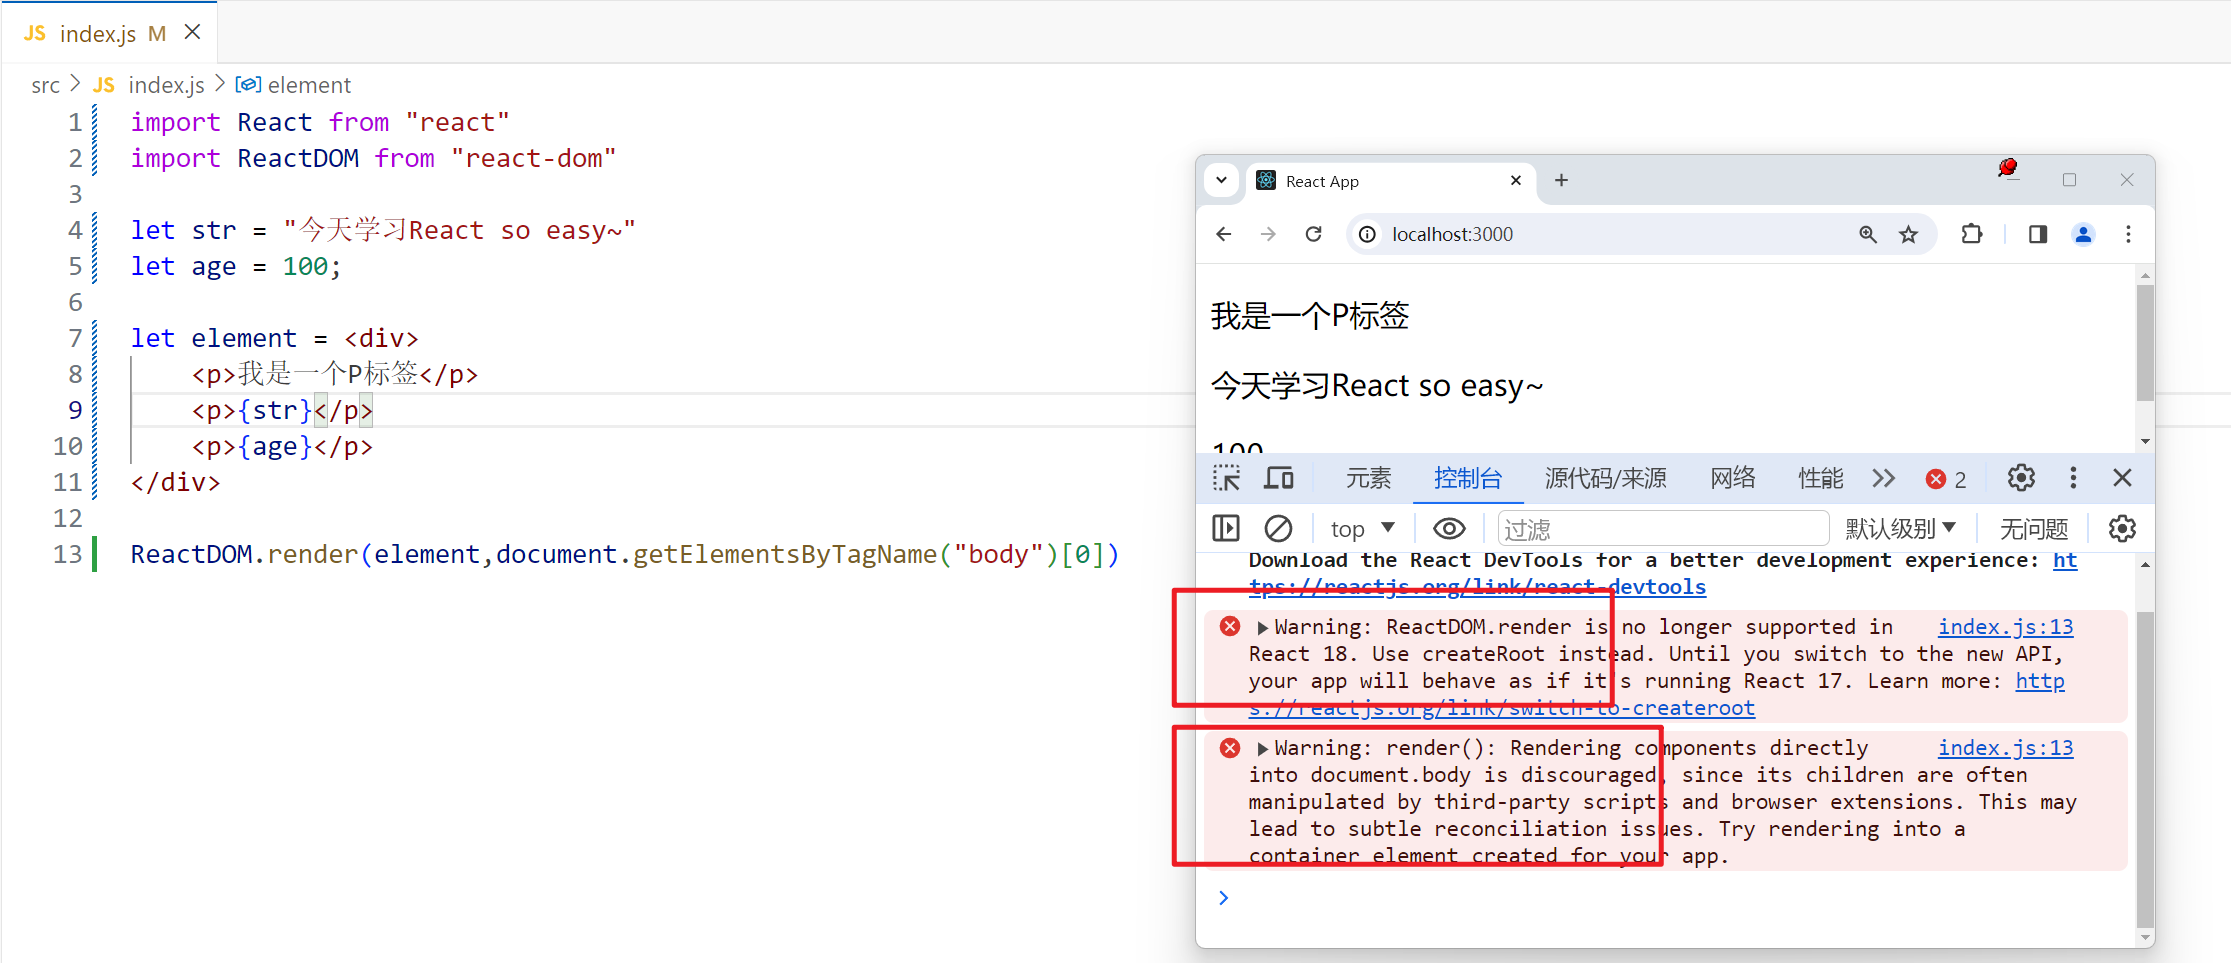 JS index.js M
src > JS index.js > element
1 import React from "react"
2 import ReactDOM from "react-dom"
3
4 let str = "今天学习React so easy~"
5 let age = 100;
6
7 let element = <div>
8 <p>我是一个P标签</p>
9 <p>{str}</p>
10 <p>{age}</p>
11 </div>
12
13 ReactDOM.render(element,document.getElementsByTagName("body")[0])
React App
localhost:3000
我是一个P标签
今天学习React so easy~
100
元素 控制台 源代码/来源 网络 性能 2
top 过滤 默认级别 无问题
Download the React DevTools for a better development experience: ht
tps://reactjs.org/link/react-devtools
Warning: ReactDOM.render is no longer supported in index.js:13
React 18. Use createRoot instead. Until you switch to the new API,
your app will behave as if it's running React 17. Learn more: http
s://reactjs.org/link/switch-to-createroot
Warning: render(): Rendering components directly index.js:13
into document.body is discouraged, since its children are often
manipulated by third-party scripts and browser extensions. This may
lead to subtle reconciliation issues. Try rendering into a
container element created for your app.